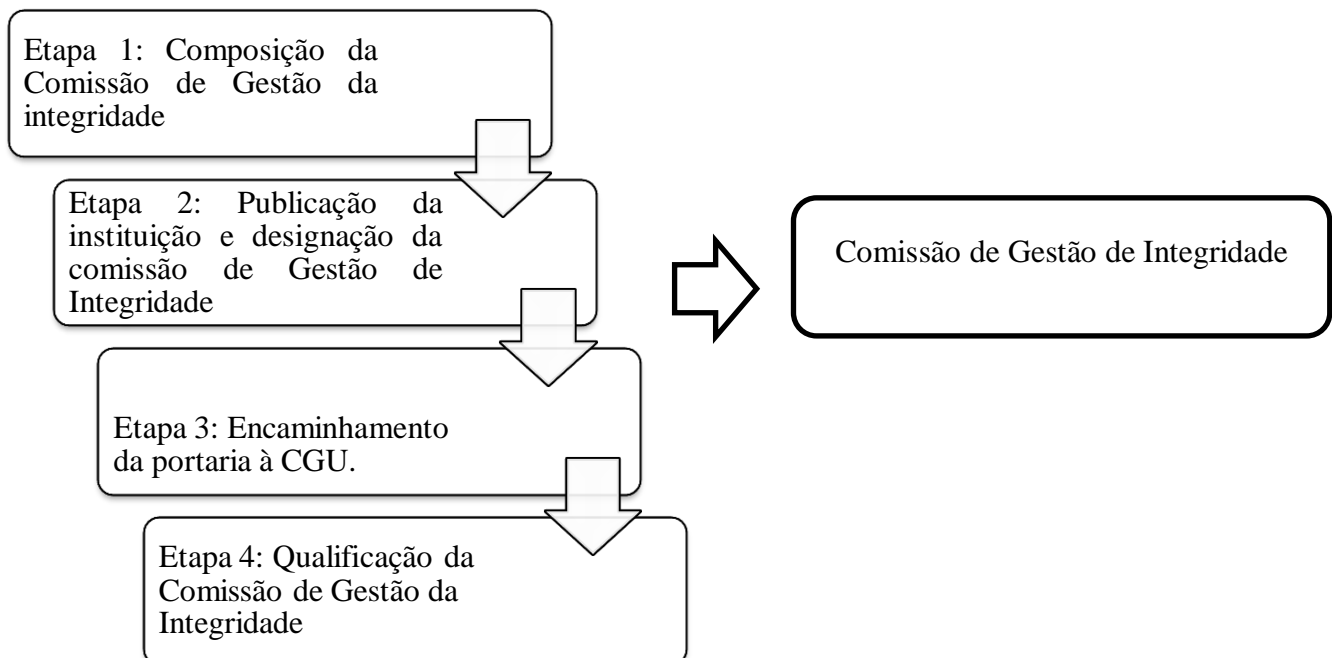 Etapa 1: Composição da
Comissão de Gestão da
integridade
Etapa 2: Publicação da
instituição e designação da
comissão de Gestão de
Integridade
Comissão de Gestão de Integridade
Etapa 3: Encaminhamento
da portaria à CGU.
Etapa 4: Qualificação da
Comissão de Gestão da
Integridade